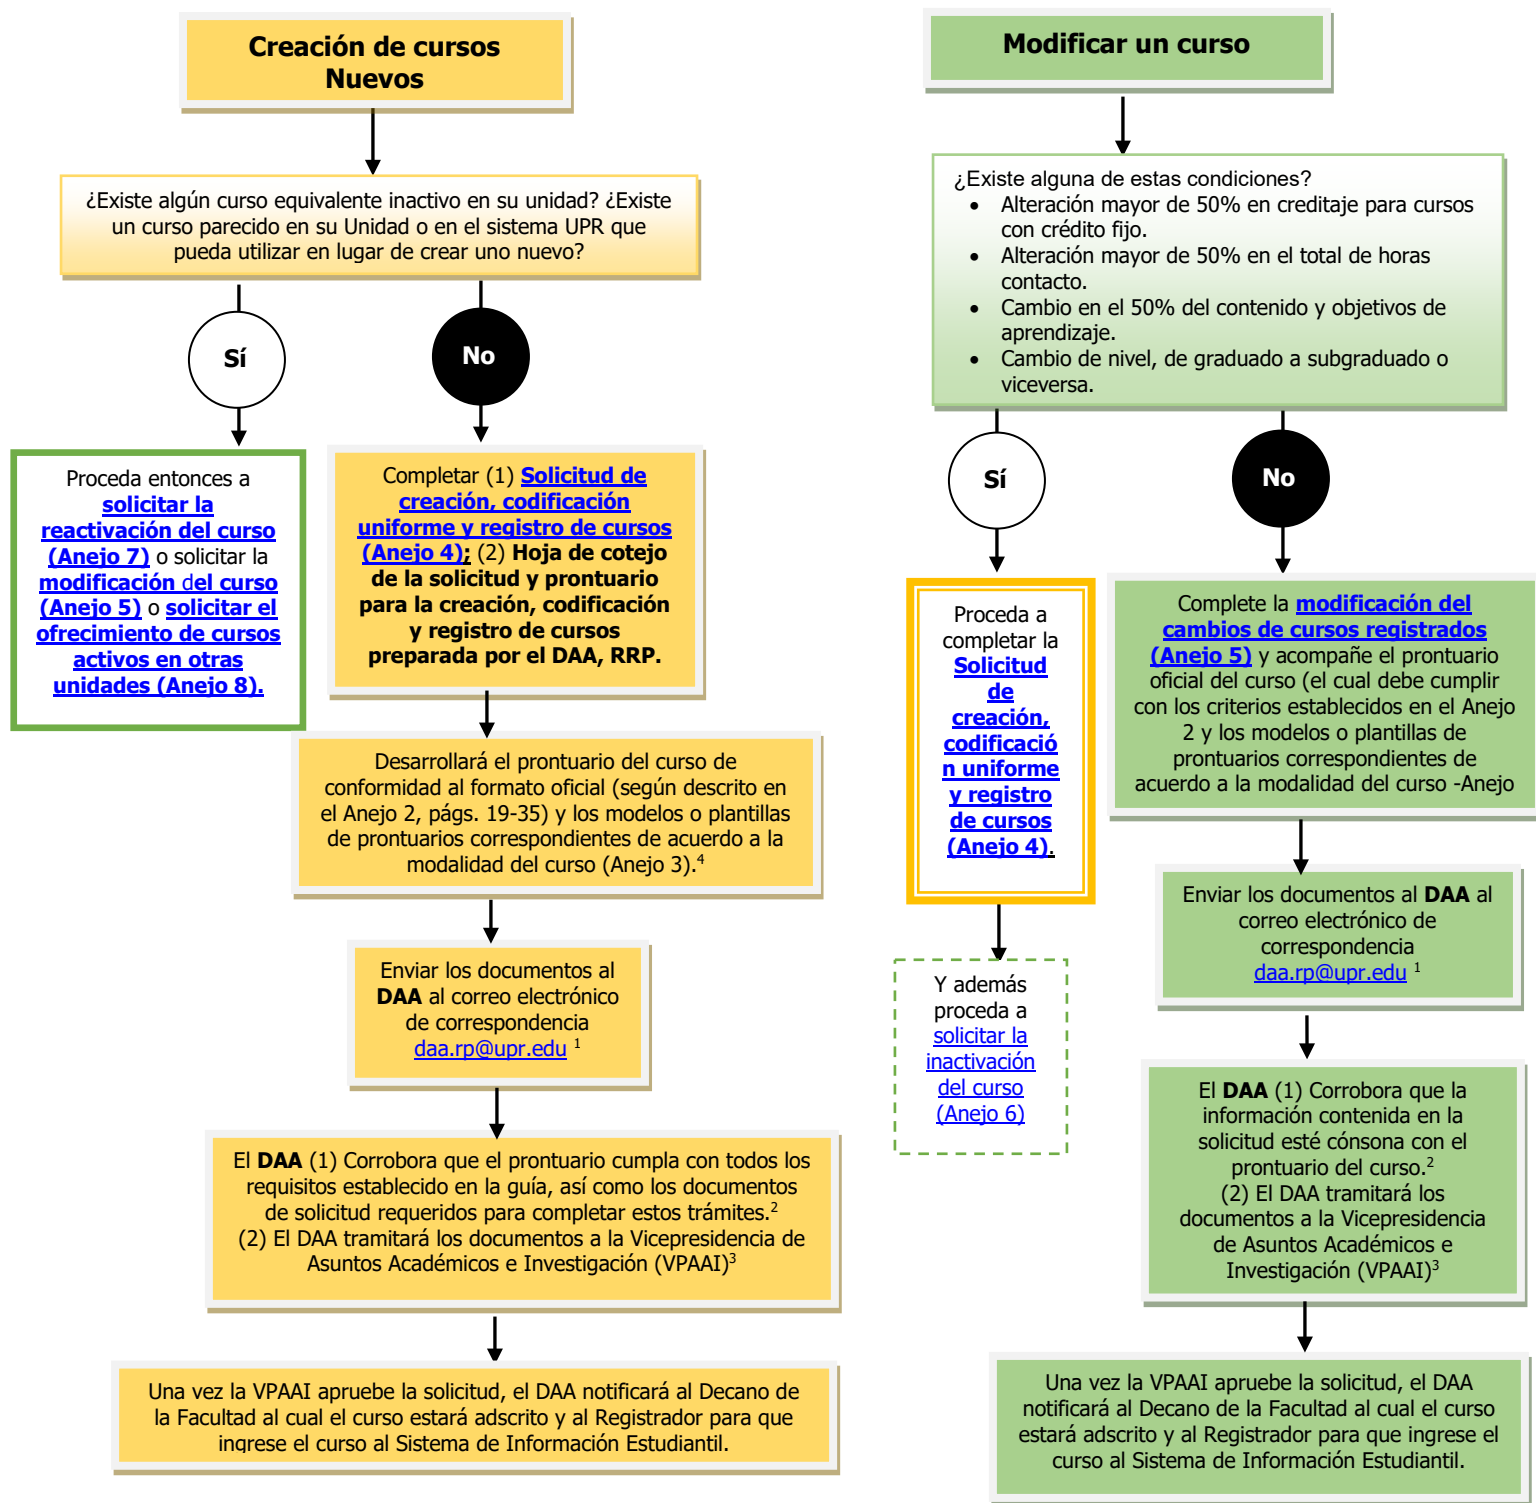 Creación de cursos
Nuevos
¿Existe algún curso equivalente inactivo en su unidad? ¿Existe
un curso parecido en su Unidad o en el sistema UPR que
pueda utilizar en lugar de crear uno nuevo?
Sí
No
Proceda entonces a
solicitar la
reactivación del curso
(Anejo 7) o solicitar la
modificación del curso
(Anejo 5) o solicitar el
ofrecimiento de cursos
activos en otras
unidades (Anejo 8).
Completar (1) Solicitud de
creación, codificación
uniforme y registro de cursos
(Anejo 4); (2) Hoja de cotejo
de la solicitud y prontuario
para la creación, codificación
y registro de cursos
preparada por el DAA, RRP.
Desarrollará el prontuario del curso de
conformidad al formato oficial (según descrito en
el Anejo 2, págs. 19-35) y los modelos o plantillas
de prontuarios correspondientes de acuerdo a la
modalidad del curso (Anejo 3).4
Enviar los documentos al
DAA al correo electrónico
de correspondencia
daa.rp@upr.edu 1
El DAA (1) Corrobora que el prontuario cumpla con todos los
requisitos establecido en la guía, así como los documentos
de solicitud requeridos para completar estos trámites.2
(2) El DAA tramitará los documentos a la Vicepresidencia de
Asuntos Académicos e Investigación (VPAAI)3
Una vez la VPAAI apruebe la solicitud, el DAA notificará al Decano de
la Facultad al cual el curso estará adscrito y al Registrador para que
ingrese el curso al Sistema de Información Estudiantil.
Modificar un curso
¿Existe alguna de estas condiciones?
• Alteración mayor de 50% en creditaje para cursos
con crédito fijo.
• Alteración mayor de 50% en el total de horas
contacto.
• Cambio en el 50% del contenido y objetivos de
aprendizaje.
• Cambio de nivel, de graduado a subgraduado o
viceversa.
Sí
No
Proceda a
completar la
Solicitud
de
creación,
codificació
n uniforme
y registro
de cursos
(Anejo 4).
Y además
proceda a
solicitar la
inactivación
del curso
(Anejo 6)
Complete la modificación del
cambios de cursos registrados
(Anejo 5) y acompañe el prontuario
oficial del curso (el cual debe cumplir
con los criterios establecidos en el Anejo
2 y los modelos o plantillas de
prontuarios correspondientes de
acuerdo a la modalidad del curso -Anejo
Enviar los documentos al DAA al
correo electrónico de
correspondencia
daa.rp@upr.edu 1
El DAA (1) Corrobora que la
información contenida en la
solicitud esté cónsona con el
prontuario del curso.2
(2) El DAA tramitará los
documentos a la Vicepresidencia
de Asuntos Académicos e
Investigación (VPAAI)3
Una vez la VPAAI apruebe la solicitud, el DAA
notificará al Decano de la Facultad al cual el curso
estará adscrito y al Registrador para que ingrese el
curso al Sistema de Información Estudiantil.